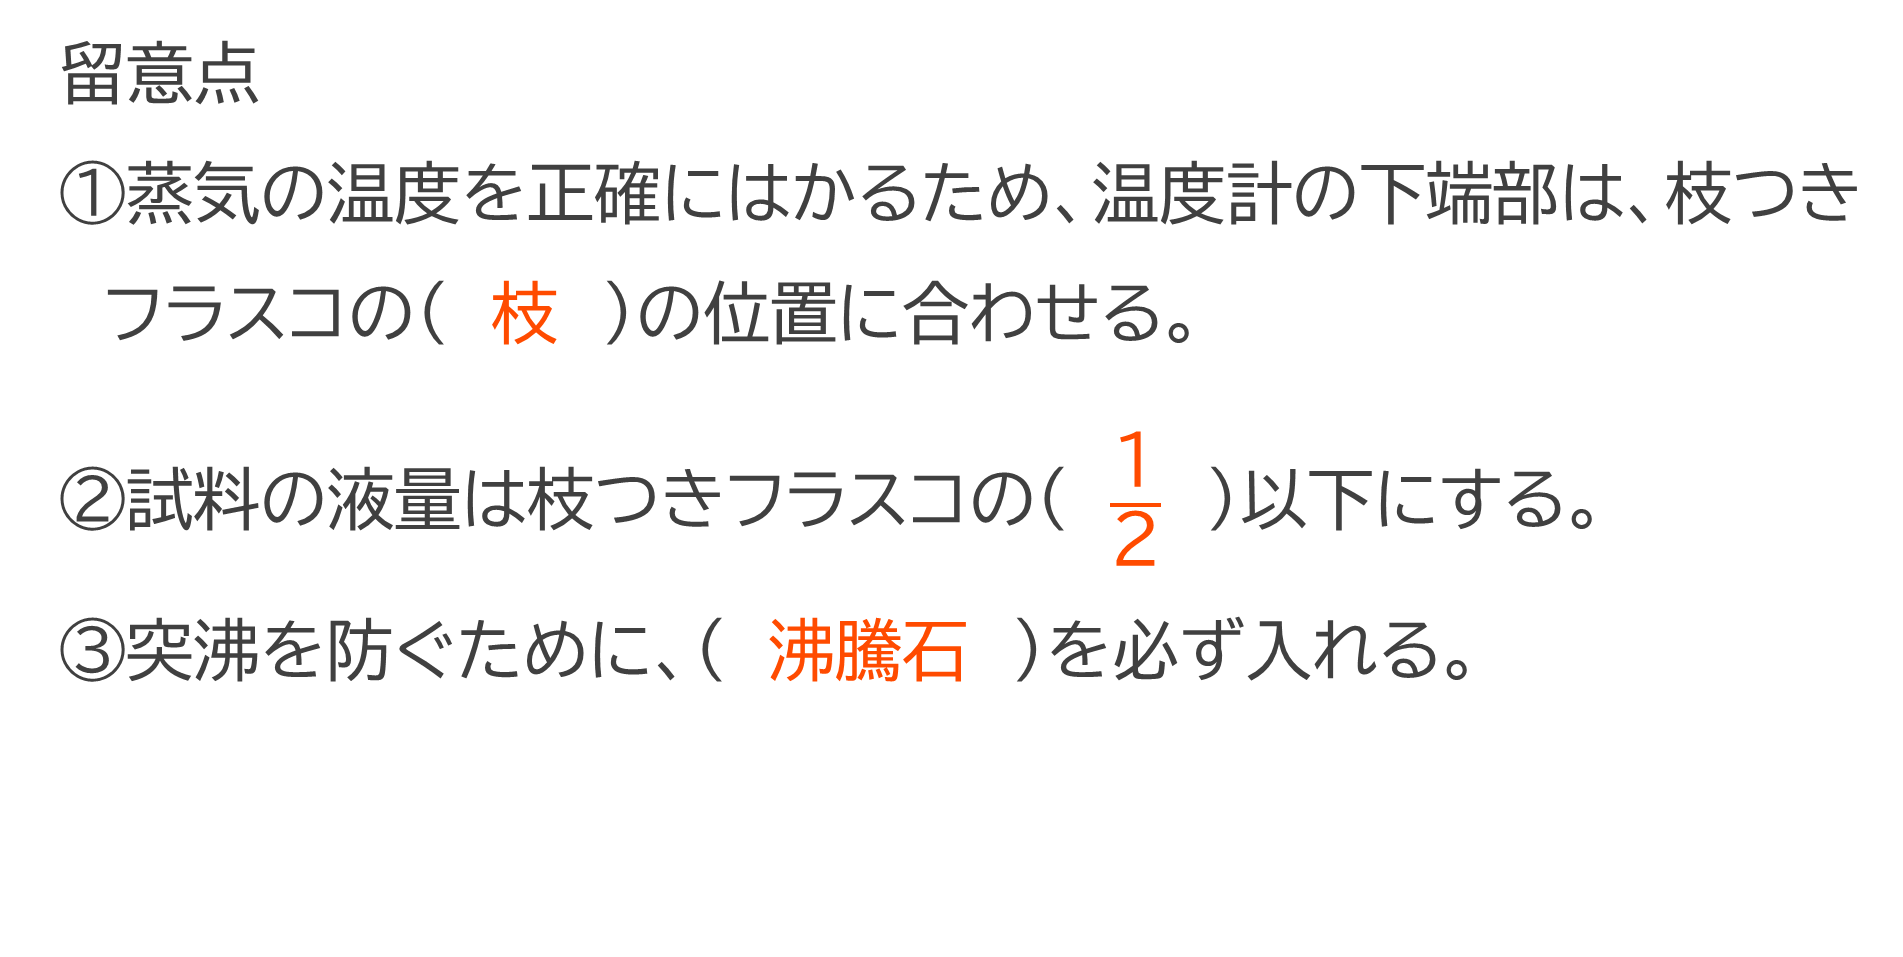 留意点
①蒸気の温度を正確にはかるため、温度計の下端部は、枝つき
フラスコの( 枝 )の位置に合わせる。
②試料の液量は枝つきフラスコの( 1/2 )以下にする。
③突沸を防ぐために、( 沸騰石 )を必ず入れる。